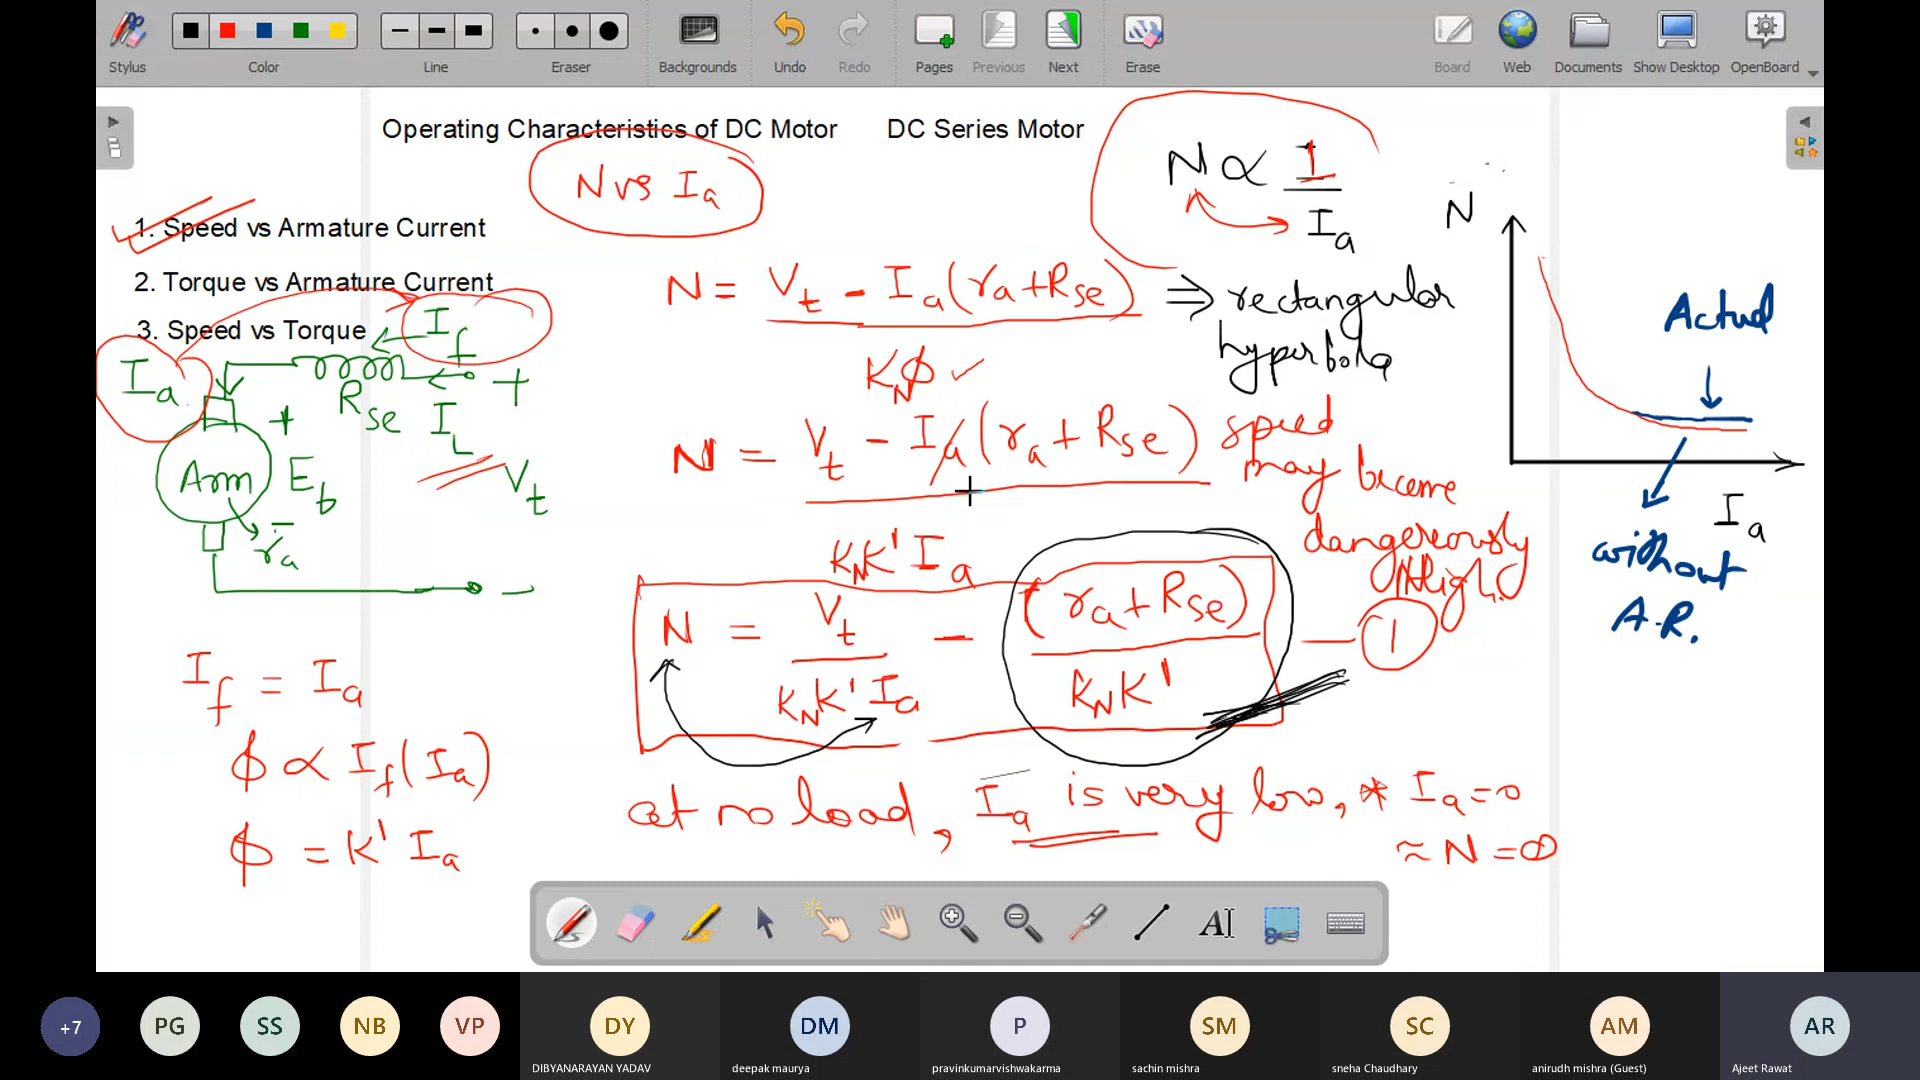 Stylus
Color
Line
Eraser
Backgrounds
Undo
Redo
Pages
Previous
Next
Erase
Board
Web
Documents
Show Desktop
OpenBoard
Operating Characteristics of DC Motor DC Series Motor
N vs Ia
1. Speed vs Armature Current
2. Torque vs Armature Current
3. Speed vs Torque
N ∝ 1/Ia
N = Vt - Ia(ra+Rse) / KNϕ ✓
⇒ rectangular
hyperbola
N = Vt - Ia(ra+Rse) / KNK'Ia
speed
may become
dangereously
high.
N = Vt / KNK'Ia - (ra+Rse) / KNK' — 1
at no load, Ia is very low, * Ia=0
≈ N = ∞
If
Ia
Rse
IL
+
+
Arm
Eb
Vt
-
ra
-
If = Ia
ϕ ∝ If(Ia)
ϕ = K' Ia
N
Actual
Ia
without
A.R.
+7
PG
SS
NB
VP
DY
DIBYANARAYAN YADAV
DM
deepak maurya
P
pravinkumarvishwakarma
SM
sachin mishra
SC
sneha Chaudhary
AM
anirudh mishra (Guest)
AR
Ajeet Rawat